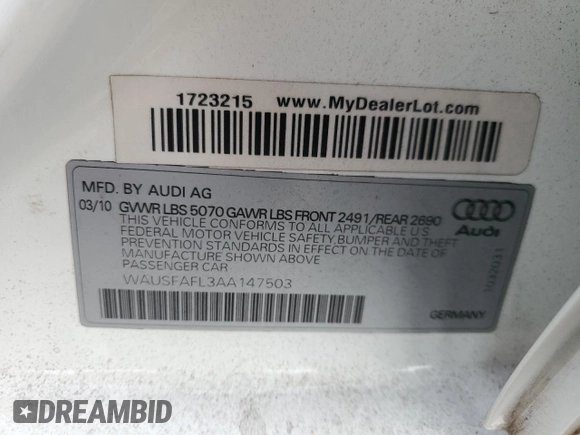 1723215 www.MyDealerLot.com
MFD. BY AUDI AG
03/10 GVWR LBS 5070 GAWR LBS FRONT 2491/REAR 2690
THIS VEHICLE CONFORMS TO ALL APPLICABLE U.S
FEDERAL MOTOR VEHICLE SAFETY BUMPER AND THEFT
PREVENTION STANDARDS IN EFFECT ON THE DATE OF
MANUFACTURE SHOWN ABOVE
PASSENGER CAR
WAUSFAFL3AA147503
Audi
GERMANY
DREAMBID